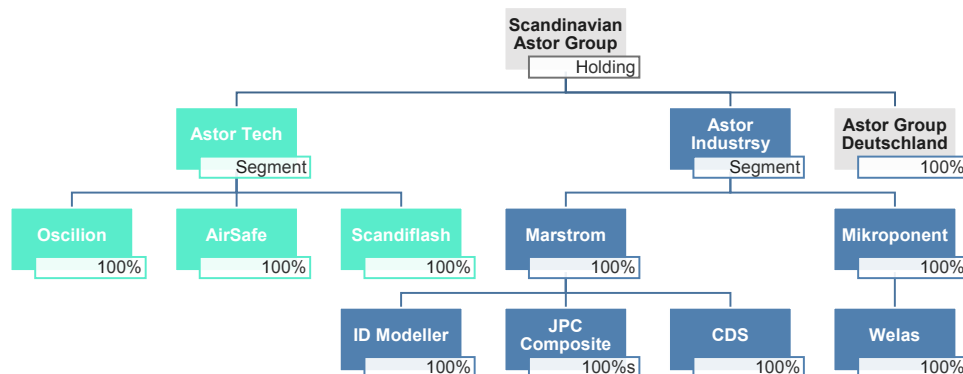 Scandinavian
Astor Group
Holding
Astor Tech
Segment
Astor
Industrsy
Segment
Astor Group
Deutschland
100%
Oscilion
100%
AirSafe
100%
Scandiflash
100%
Marstrom
100%
Mikroponent
100%
ID Modeller
100%
JPC
Composite
100%s
CDS
100%
Welas
100%